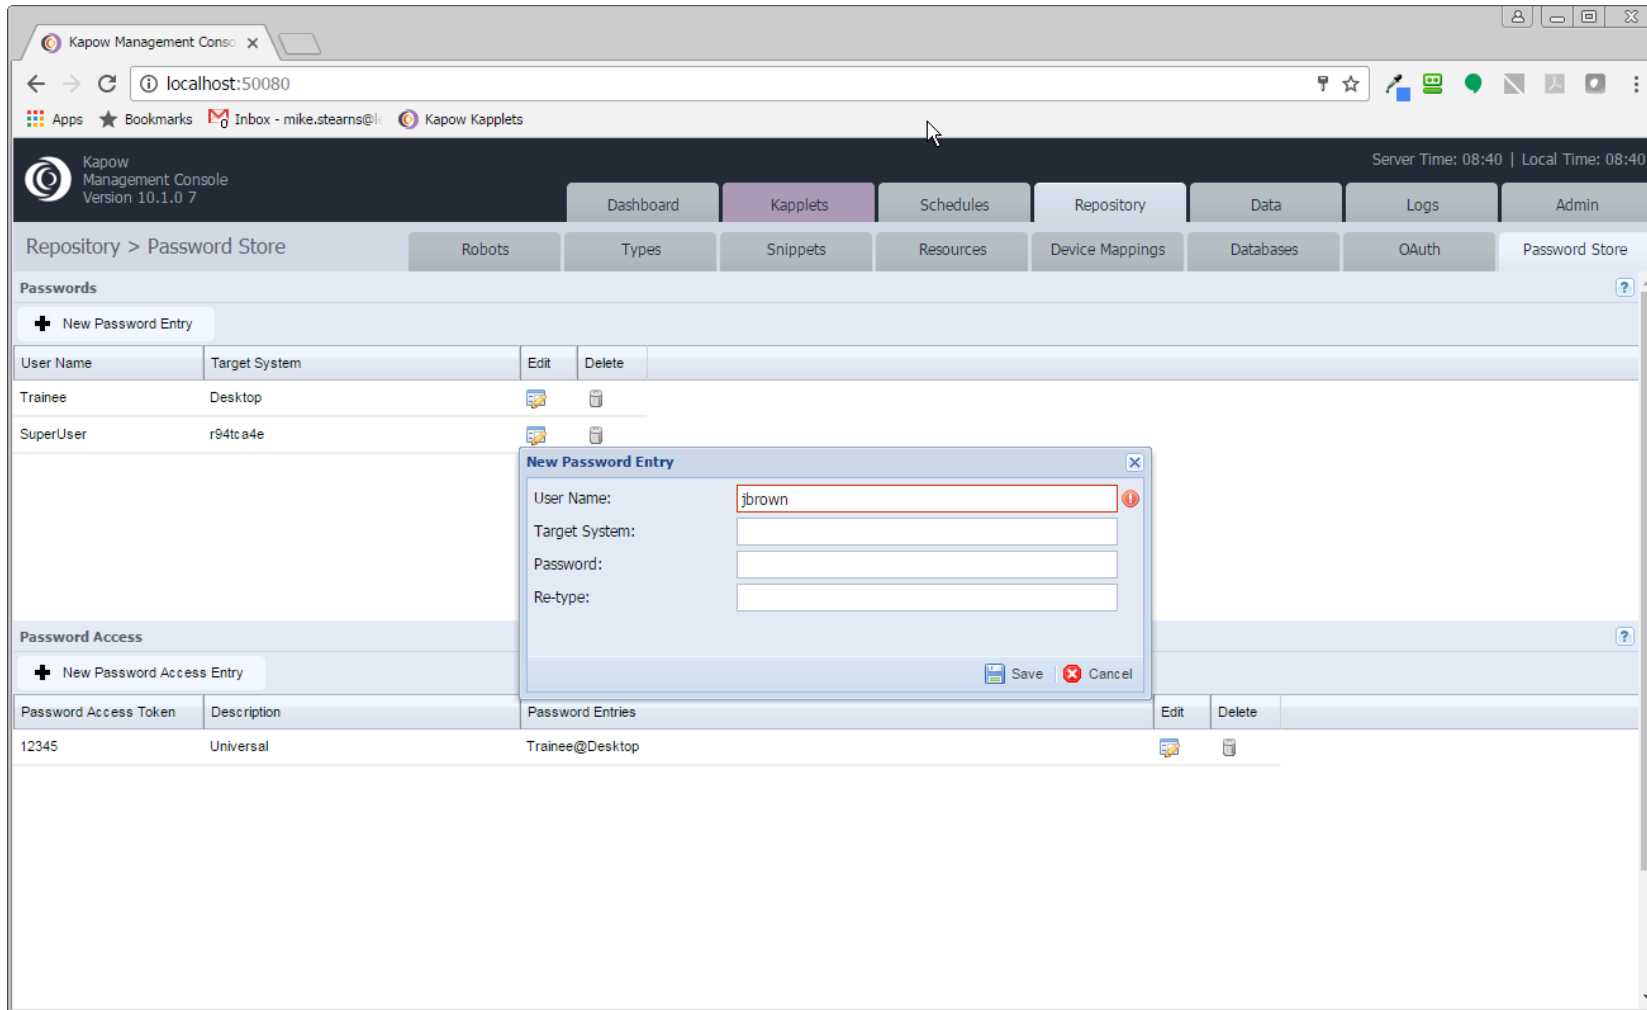 Kapow Management Conso
localhost:50080
Apps Bookmarks Inbox - mike.stearns@le Kapow Kapplets
Kapow
Management Console
Version 10.1.0 7
Server Time: 08:40 | Local Time: 08:40
Dashboard Kapplets Schedules Repository Data Logs Admin
Repository > Password Store Robots Types Snippets Resources Device Mappings Databases OAuth Password Store
Passwords
New Password Entry
User Name Target System Edit Delete
Trainee Desktop
SuperUser r94tca4e
New Password Entry
User Name: jbrown
Target System:
Password:
Re-type:
Save Cancel
Password Access
New Password Access Entry
Password Access Token Description Password Entries Edit Delete
12345 Universal Trainee@Desktop